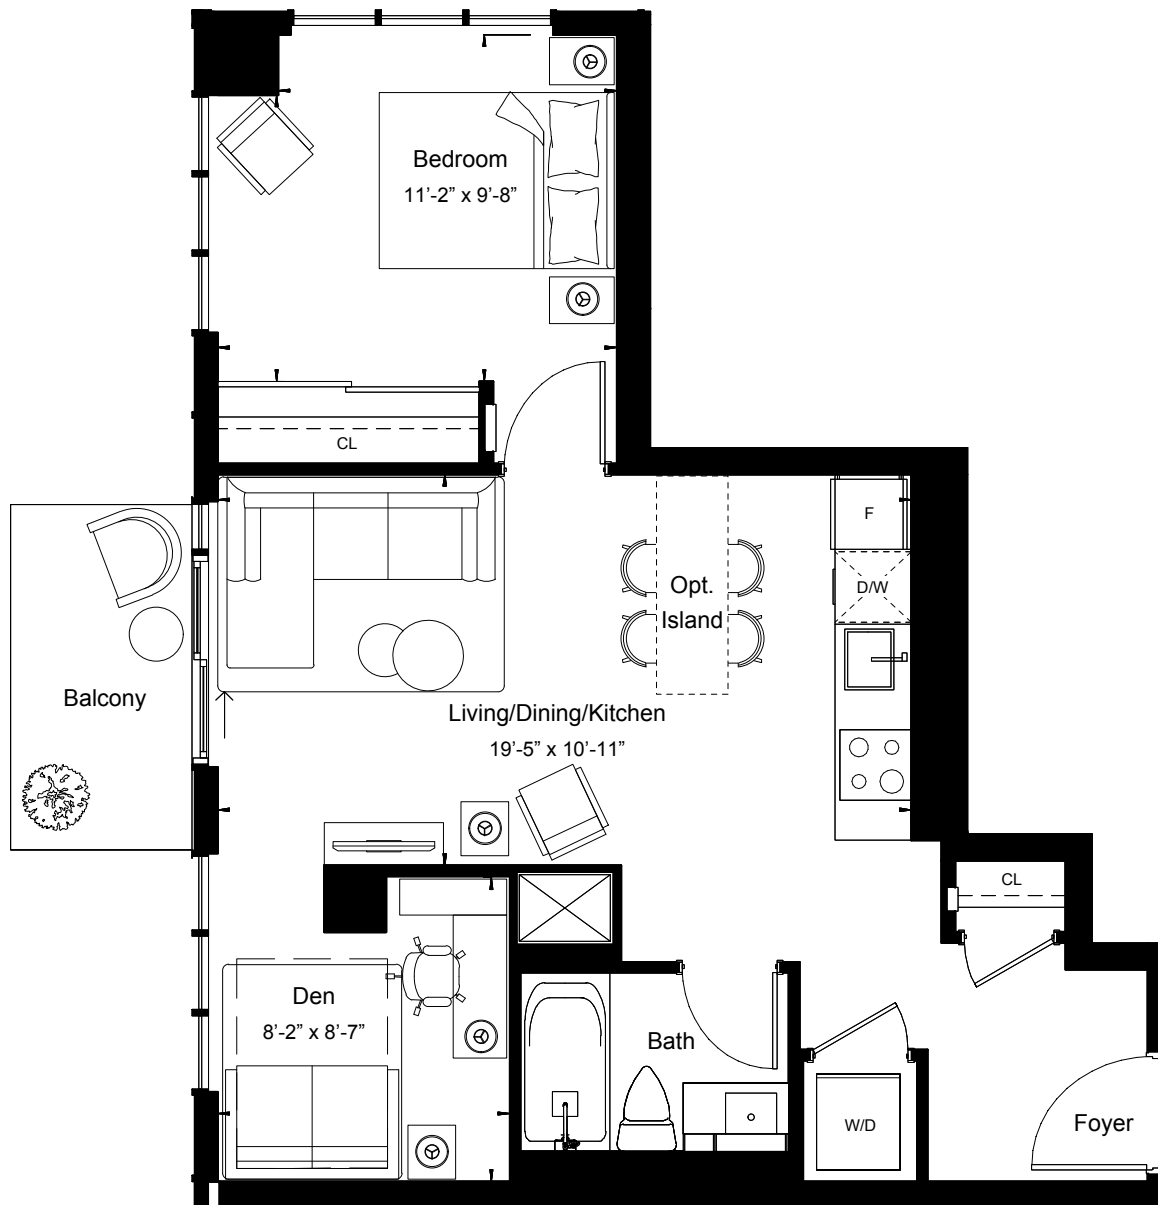 Bedroom
11’-2” x 9’-8”
CL
F
D/W
Opt.
Island
Balcony
Living/Dining/Kitchen
19’-5” x 10’-11”
CL
Den
8’-2” x 8’-7”
Bath
W/D
Foyer